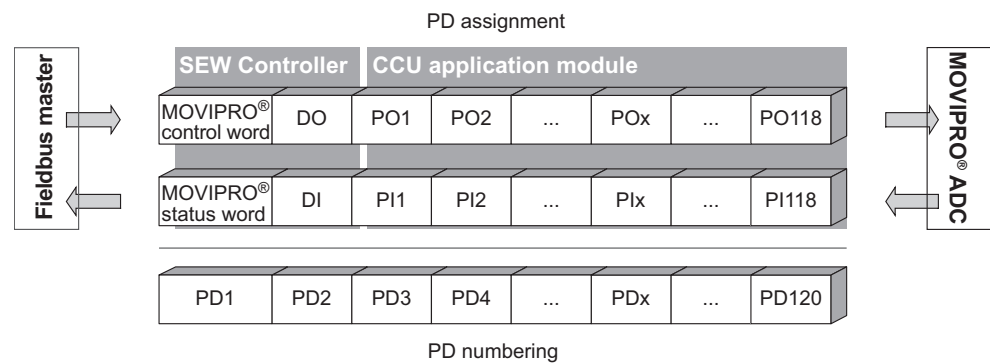 PD assignment
Fieldbus master
SEW Controller CCU application module
MOVIPRO® control word DO PO1 PO2 ... POx ... PO118
MOVIPRO® status word DI PI1 PI2 ... PIx ... PI118
MOVIPRO® ADC
PD1 PD2 PD3 PD4 ... PDx ... PD120
PD numbering